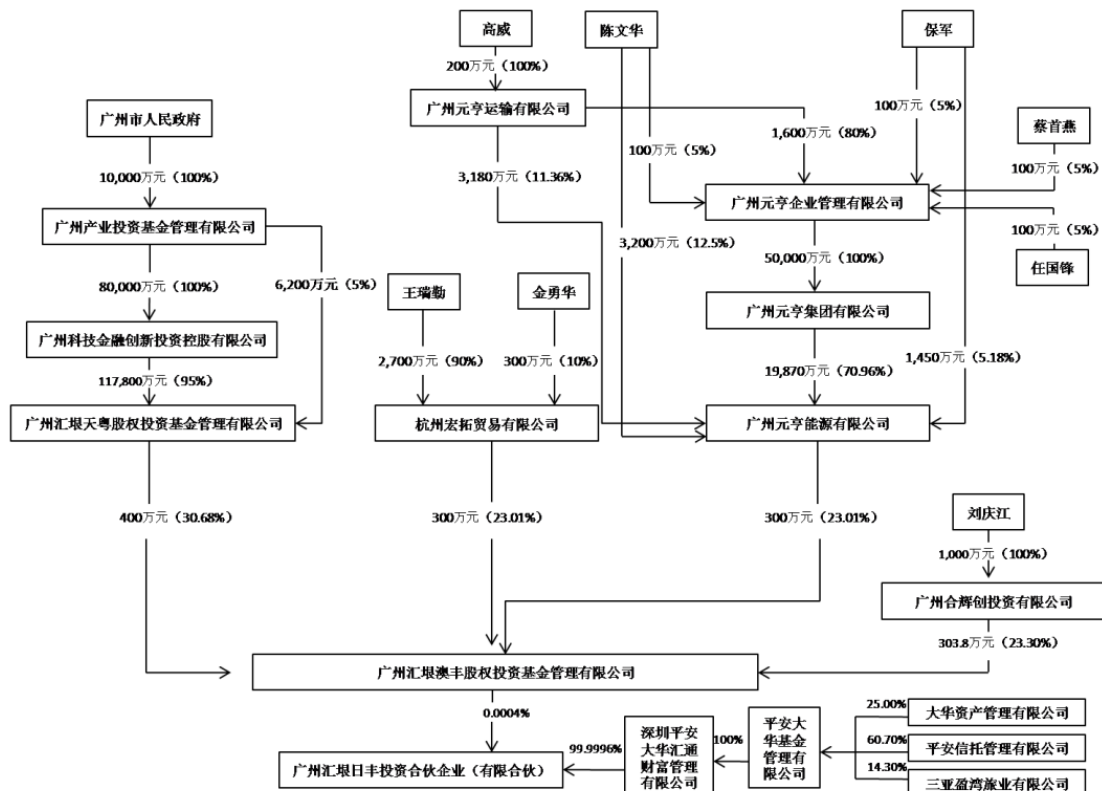 高威
陈文华
保军
200万元（100%）
广州元亨运输有限公司
广州市人民政府
100万元（5%）
1,600万元（80%）
蔡首燕
100万元（5%）
10,000万元（100%）
3,180万元（11.36%）
100万元（5%）
广州产业投资基金管理有限公司
广州元亨企业管理有限公司
100万元（5%）
3,200万元（12.5%）
50,000万元（100%）
任国锋
80,000万元（100%）
6,200万元（5%）
王瑞勤
金勇华
广州元亨集团有限公司
广州科技金融创新投资控股有限公司
2,700万元（90%）
300万元（10%）
1,450万元（5.18%）
117,800万元（95%）
19,870万元（70.96%）
广州汇垠天粤股权投资基金管理有限公司
杭州宏拓贸易有限公司
广州元亨能源有限公司
400万元（30.68%）
300万元（23.01%）
300万元（23.01%）
刘庆江
1,000万元（100%）
广州合辉创投资有限公司
303.8万元（23.30%）
广州汇垠澳丰股权投资基金管理有限公司
0.0004%
广州汇垠日丰投资合伙企业（有限合伙）
99.9996%
深圳平安
大华汇通
财富管理
有限公司
100%
平安大
华基金
管理有
限公司
25.00%
大华资产管理有限公司
60.70%
平安信托管理有限公司
14.30%
三亚盈湾旅业有限公司